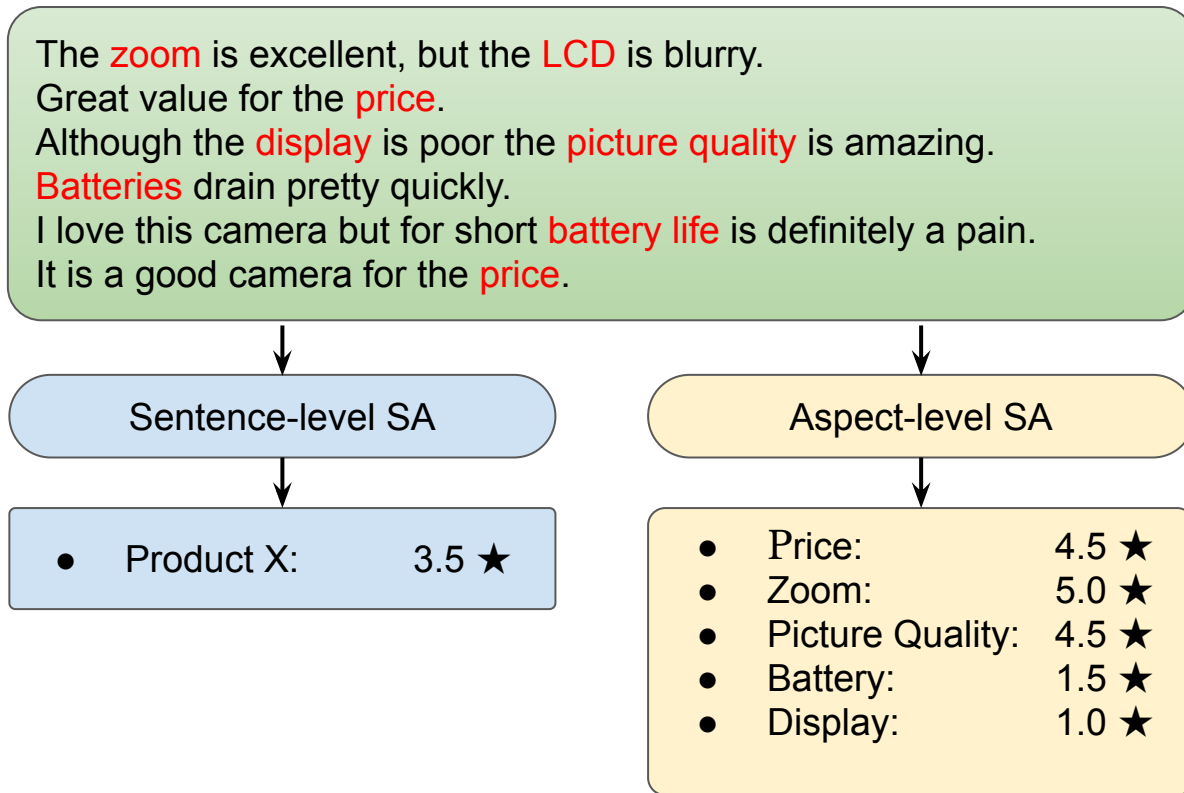 The zoom is excellent, but the LCD is blurry.
Great value for the price.
Although the display is poor the picture quality is amazing.
Batteries drain pretty quickly.
I love this camera but for short battery life is definitely a pain.
It is a good camera for the price.
Sentence-level SA
Aspect-level SA
● Product X: 3.5 ★
● Price: 4.5 ★
● Zoom: 5.0 ★
● Picture Quality: 4.5 ★
● Battery: 1.5 ★
● Display: 1.0 ★